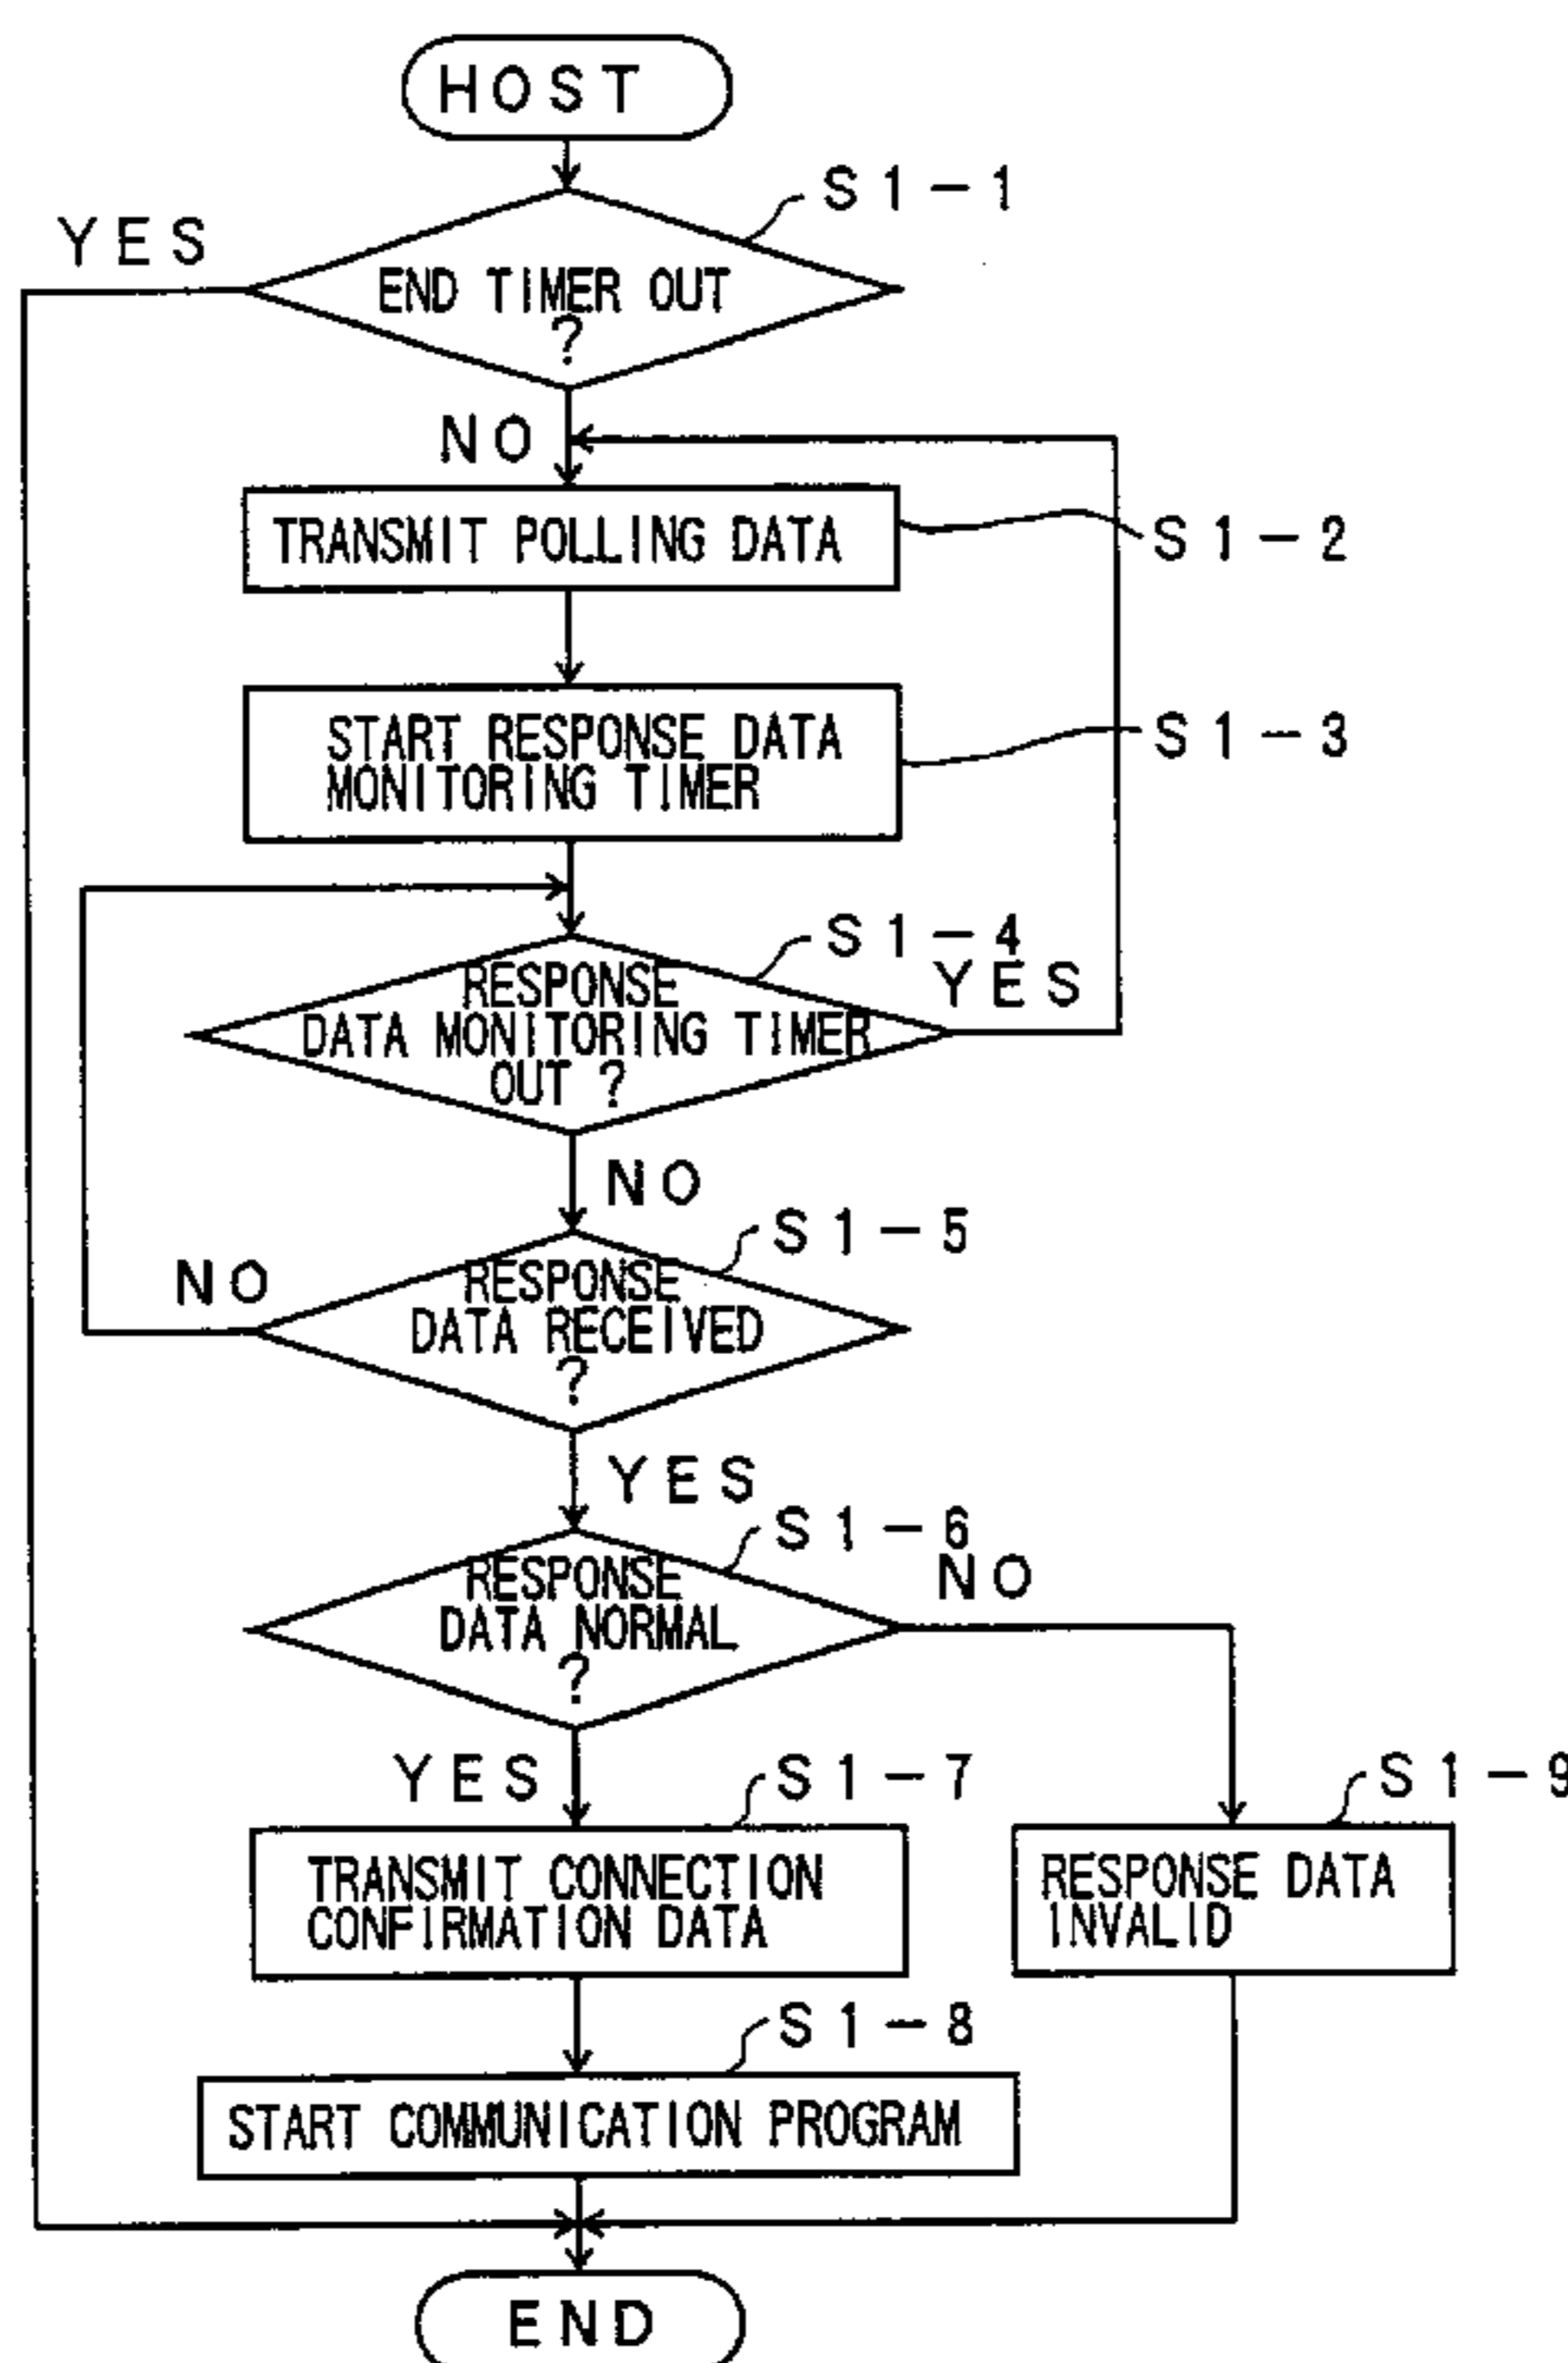 HOST
S1-1
YES
END TIMER OUT
?
NO
TRANSMIT POLLING DATA
S1-2
START RESPONSE DATA
MONITORING TIMER
S1-3
S1-4
YES
RESPONSE
DATA MONITORING TIMER
OUT ?
NO
S1-5
NO
RESPONSE
DATA RECEIVED
?
YES
S1-6
NO
RESPONSE
DATA NORMAL
?
YES
S1-7
S1-9
TRANSMIT CONNECTION
CONFIRMATION DATA
RESPONSE DATA
INVALID
S1-8
START COMMUNICATION PROGRAM
END